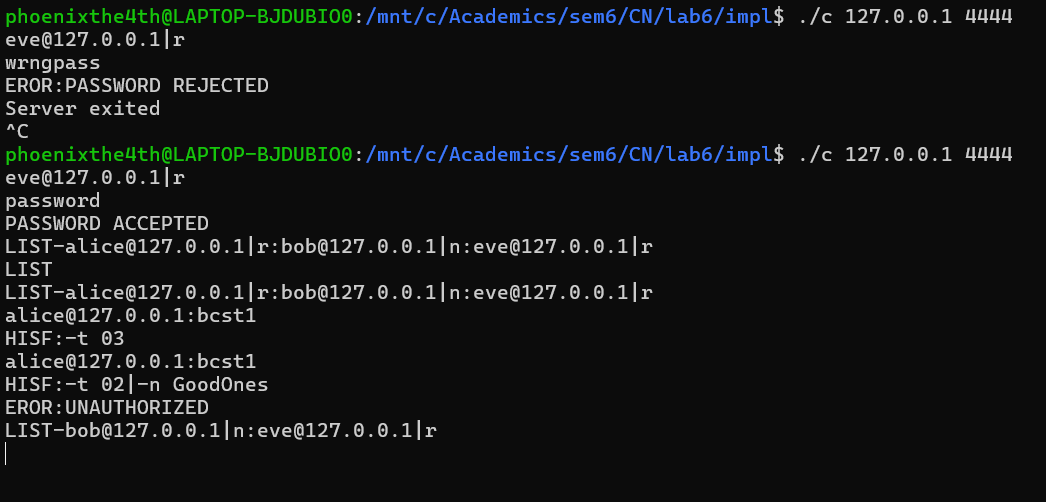 phoenixthe4th@LAPTOP-BJDUBIO0:/mnt/c/Academics/sem6/CN/lab6/impl$ ./c 127.0.0.1 4444
eve@127.0.0.1|r
wrngpass
EROR:PASSWORD REJECTED
Server exited
^C
phoenixthe4th@LAPTOP-BJDUBIO0:/mnt/c/Academics/sem6/CN/lab6/impl$ ./c 127.0.0.1 4444
eve@127.0.0.1|r
password
PASSWORD ACCEPTED
LIST-alice@127.0.0.1|r:bob@127.0.0.1|n:eve@127.0.0.1|r
LIST
LIST-alice@127.0.0.1|r:bob@127.0.0.1|n:eve@127.0.0.1|r
alice@127.0.0.1:bcst1
HISF:-t 03
alice@127.0.0.1:bcst1
HISF:-t 02|-n GoodOnes
EROR:UNAUTHORIZED
LIST-bob@127.0.0.1|n:eve@127.0.0.1|r